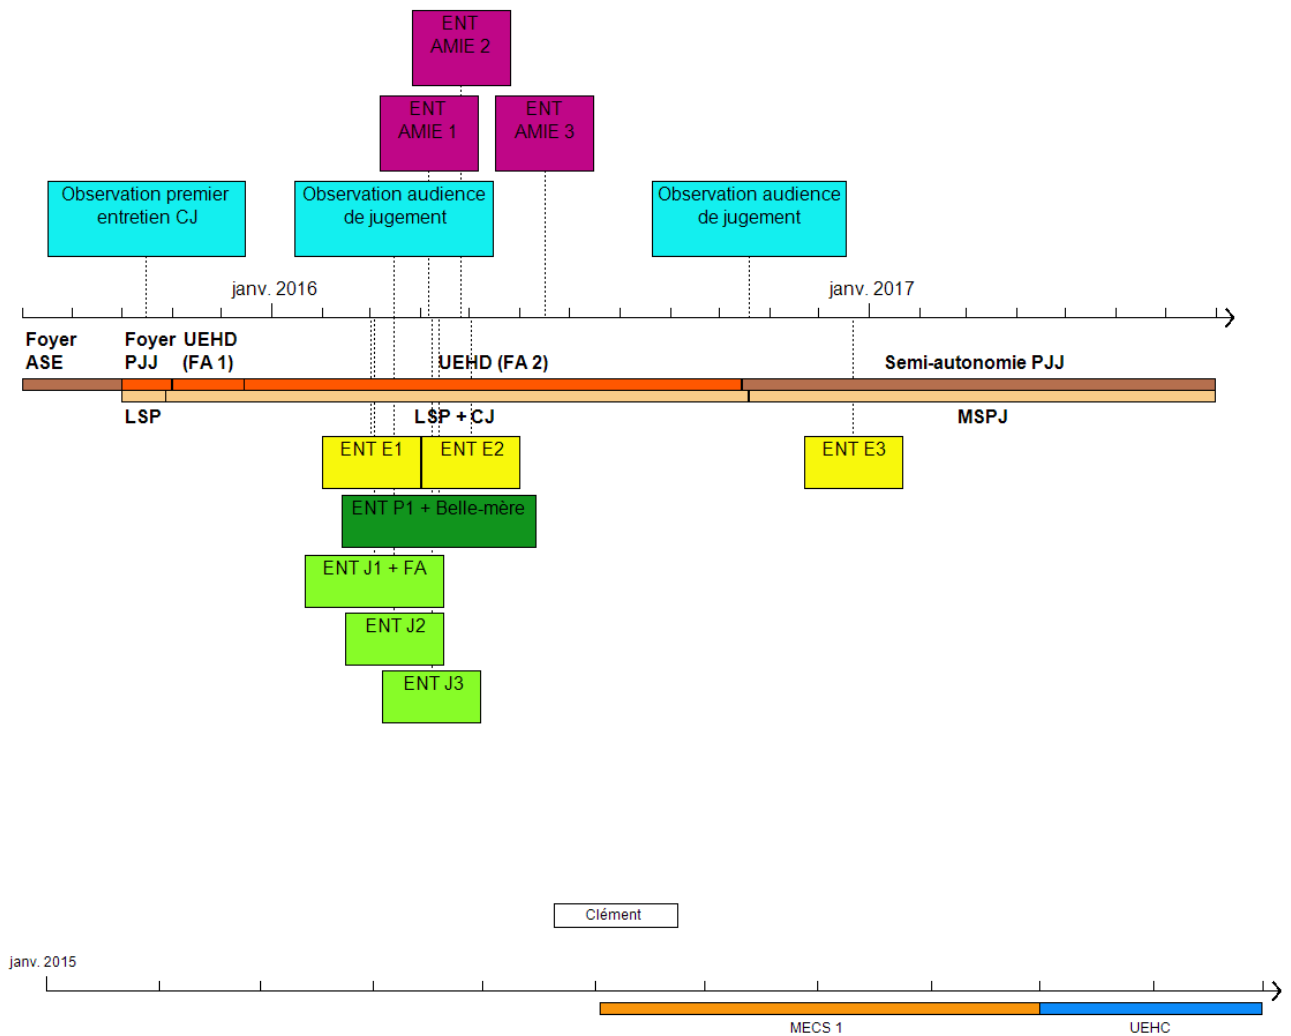 ENT
AMIE 2
ENT
AMIE 1
ENT
AMIE 3
Observation premier
entretien CJ
Observation audience
de jugement
Observation audience
de jugement
janv. 2016
janv. 2017
Foyer
ASE
Foyer
PJJ
UEHD
(FA 1)
UEHD (FA 2)
Semi-autonomie PJJ
LSP
LSP + CJ
MSPJ
ENT E1
ENT E2
ENT E3
ENT P1 + Belle-mère
ENT J1 + FA
ENT J2
ENT J3
Clément
janv. 2015
MECS 1
UEHC